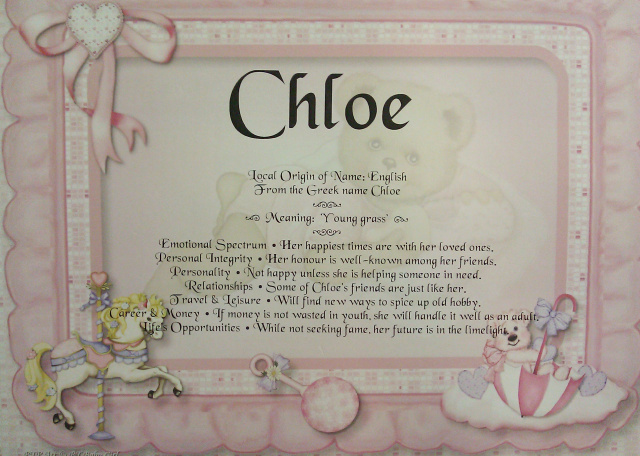 Chloe
Local Origin of Name: English
From the Greek name Chloe
Meaning: 'Young grass'
Emotional Spectrum • Her happiest times are with her loved ones.
Personal Integrity • Her honour is well-known among her friends.
Personality • Not happy unless she is helping someone in need.
Relationships • Some of Chloe's friends are just like her.
Travel & Leisure • Will find new ways to spice up old hobby.
Career & Money • If money is not wasted in youth, she will handle it well as an adult.
Life's Opportunities • While not seeking fame, her future is in the limelight.